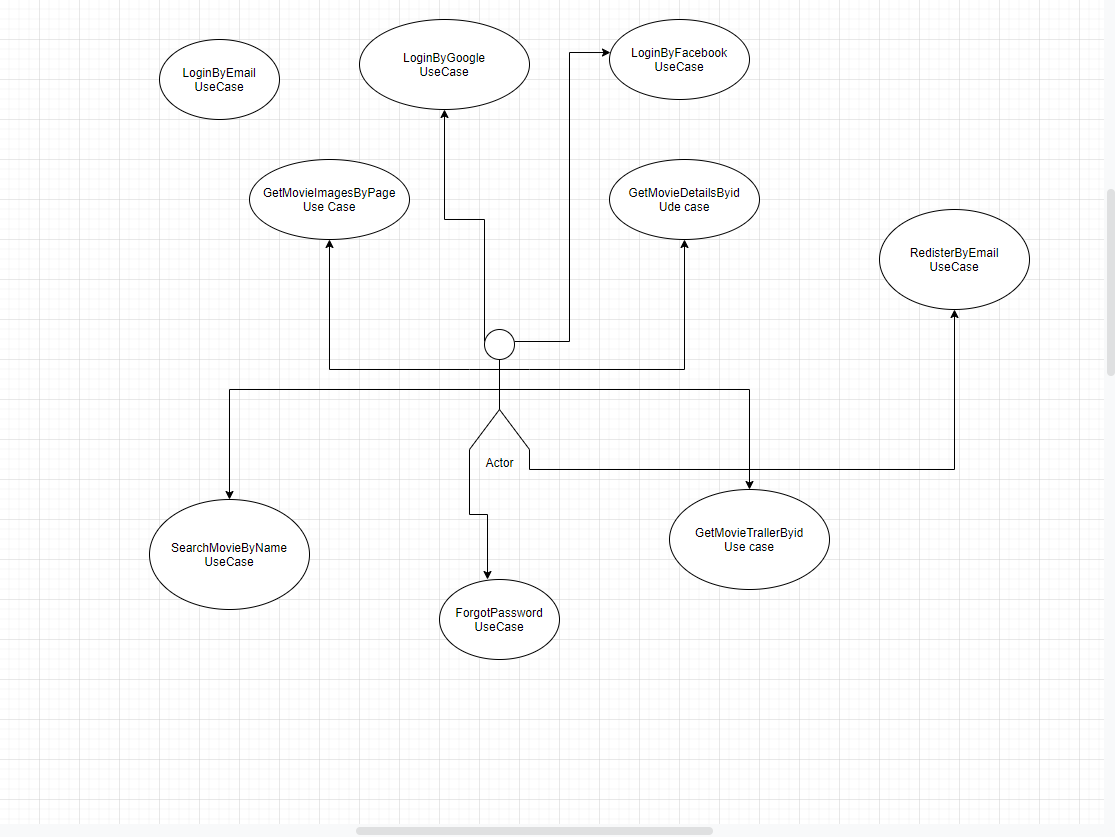 LoginByEmail
UseCase
LoginByGoogle
UseCase
LoginByFacebook
UseCase
GetMovieImagesByPage
Use Case
GetMovieDetailsByid
Ude case
RedisterByEmail
UseCase
Actor
SearchMovieByName
UseCase
GetMovieTrallerByid
Use case
ForgotPassword
UseCase